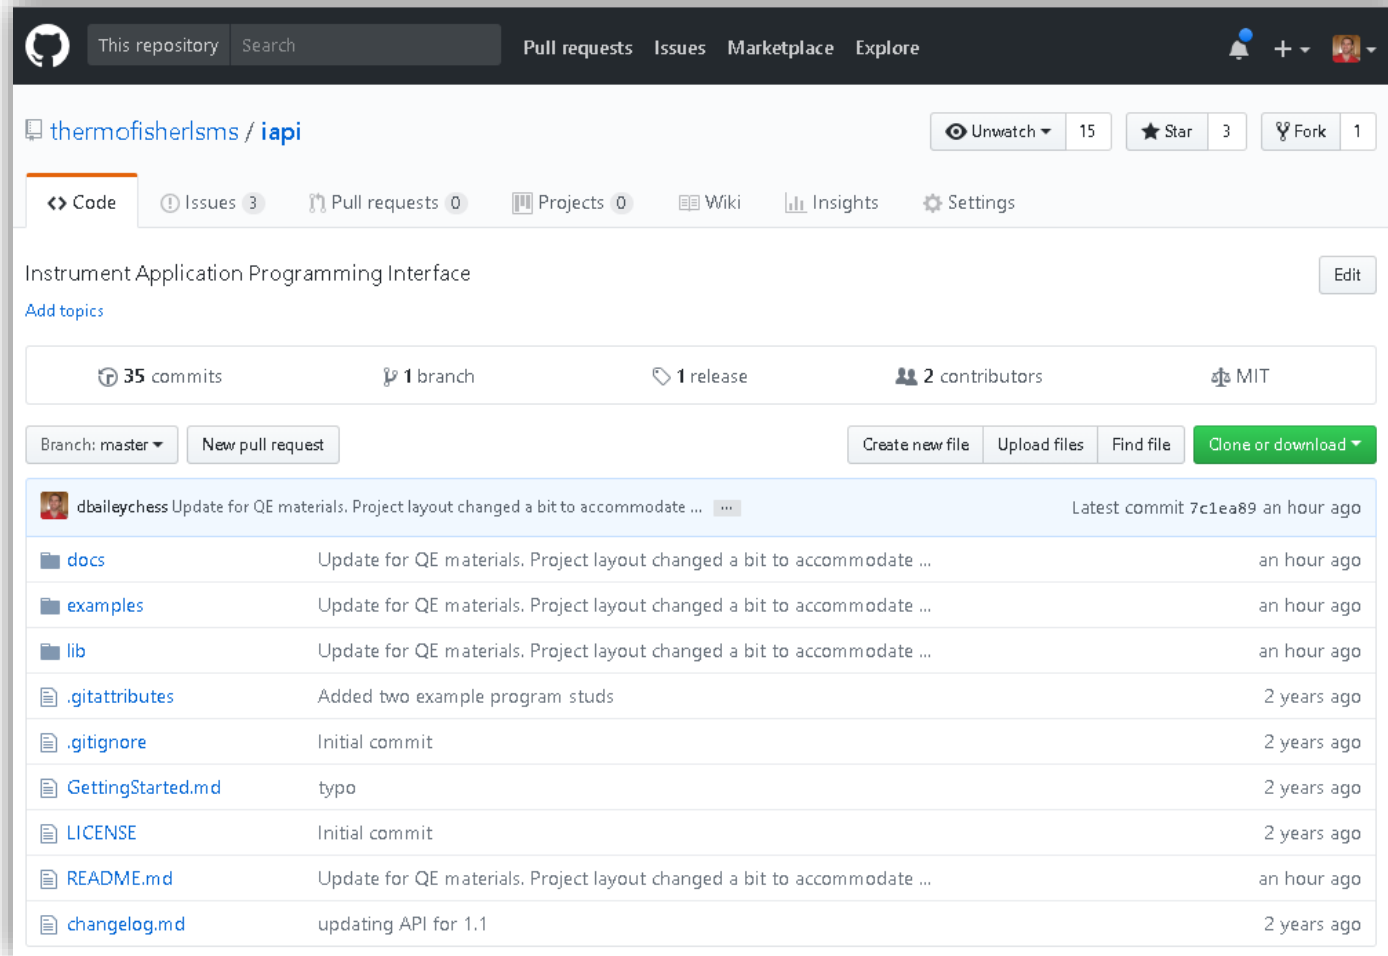 This repository Search Pull requests Issues Marketplace Explore
thermofisherlsms / iapi Unwatch 15 Star 3 Fork 1
Code Issues 3 Pull requests 0 Projects 0 Wiki Insights Settings
Instrument Application Programming Interface Edit
Add topics
35 commits 1 branch 1 release 2 contributors MIT
Branch: master New pull request Create new file Upload files Find file Clone or download
dbaileychess Update for QE materials. Project layout changed a bit to accommodate ... ... Latest commit 7c1ea89 an hour ago
docs Update for QE materials. Project layout changed a bit to accommodate ... an hour ago
examples Update for QE materials. Project layout changed a bit to accommodate ... an hour ago
lib Update for QE materials. Project layout changed a bit to accommodate ... an hour ago
.gitattributes Added two example program studs 2 years ago
.gitignore Initial commit 2 years ago
GettingStarted.md typo 2 years ago
LICENSE Initial commit 2 years ago
README.md Update for QE materials. Project layout changed a bit to accommodate ... an hour ago
changelog.md updating API for 1.1 2 years ago